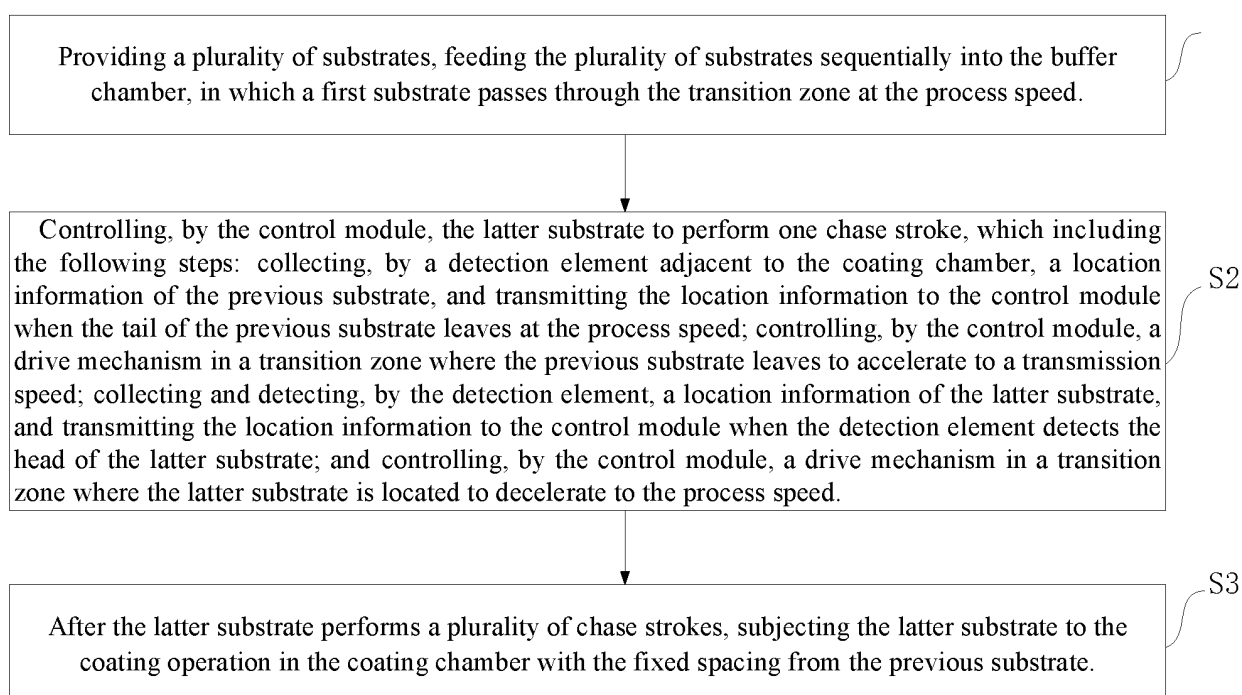 Providing a plurality of substrates, feeding the plurality of substrates sequentially into the buffer
chamber, in which a first substrate passes through the transition zone at the process speed.
Controlling, by the control module, the latter substrate to perform one chase stroke, which including
the following steps: collecting, by a detection element adjacent to the coating chamber, a location
information of the previous substrate, and transmitting the location information to the control module
when the tail of the previous substrate leaves at the process speed; controlling, by the control module, a
drive mechanism in a transition zone where the previous substrate leaves to accelerate to a transmission
speed; collecting and detecting, by the detection element, a location information of the latter substrate,
and transmitting the location information to the control module when the detection element detects the
head of the latter substrate; and controlling, by the control module, a drive mechanism in a transition
zone where the latter substrate is located to decelerate to the process speed.
S2
After the latter substrate performs a plurality of chase strokes, subjecting the latter substrate to the
coating operation in the coating chamber with the fixed spacing from the previous substrate.
S3